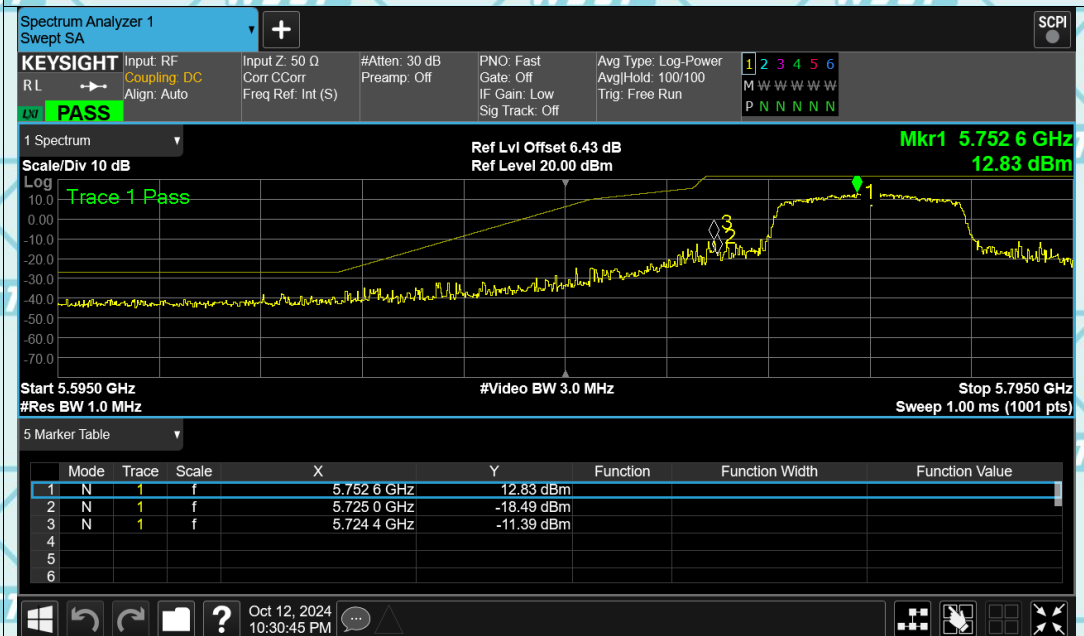 Spectrum Analyzer 1
Swept SA
+
SCPI
KEYSIGHT Input: RF Input Z: 50 Ω #Atten: 30 dB PNO: Fast Avg Type: Log-Power 1 2 3 4 5 6
RL Coupling: DC Corr CCorr Preamp: Off Gate: Off Avg|Hold: 100/100 M W W W W W
Align: Auto Freq Ref: Int (S) IF Gain: Low Trig: Free Run
LXI PASS Sig Track: Off P N N N N N
1 Spectrum Ref Lvl Offset 6.43 dB Mkr1 5.752 6 GHz
Scale/Div 10 dB Ref Level 20.00 dBm 12.83 dBm
Log
Trace 1 Pass
1
3
2
10.0
0.00
-10.0
-20.0
-30.0
-40.0
-50.0
-60.0
-70.0
Start 5.5950 GHz #Video BW 3.0 MHz Stop 5.7950 GHz
#Res BW 1.0 MHz Sweep 1.00 ms (1001 pts)
5 Marker Table
Mode Trace Scale X Y Function Function Width Function Value
1 N 1 f 5.752 6 GHz 12.83 dBm
2 N 1 f 5.725 0 GHz -18.49 dBm
3 N 1 f 5.724 4 GHz -11.39 dBm
4
5
6
? Oct 12, 2024
10:30:45 PM